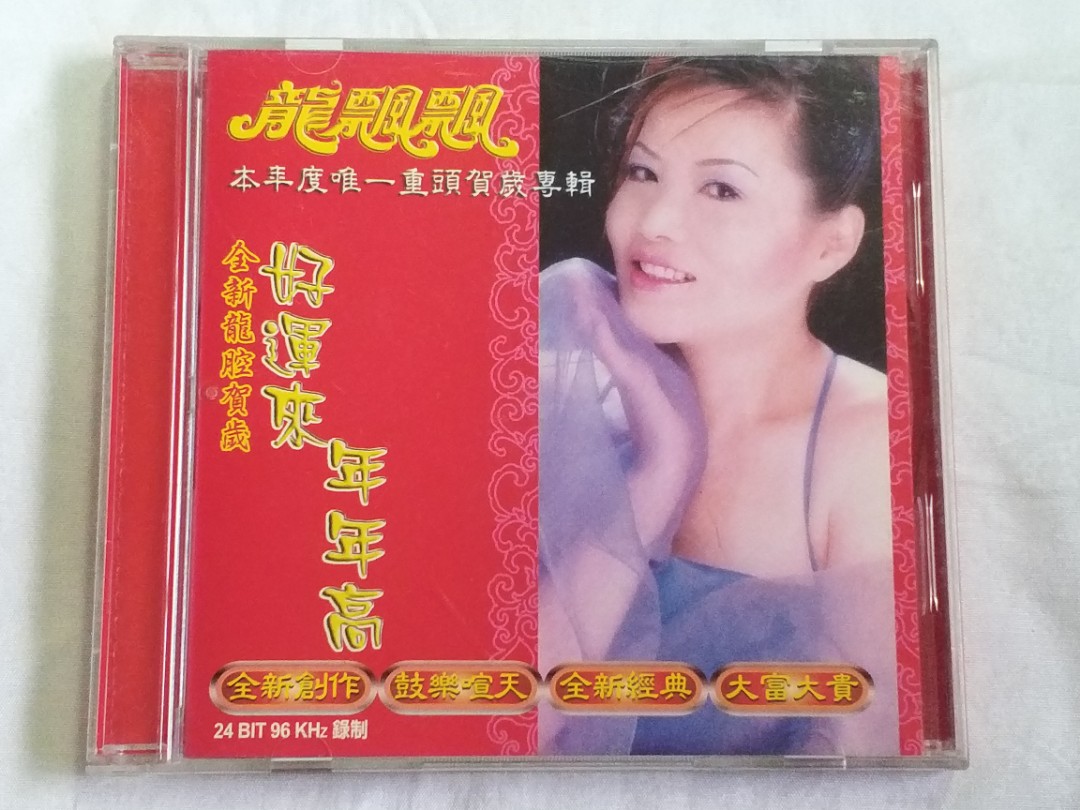 龍飄飄
本年度唯一重頭賀歲專輯
全新龍腔賀歲
好運來
年年高
全新創作 鼓樂喧天 全新經典 大富大貴
24 BIT 96 KHz 錄制